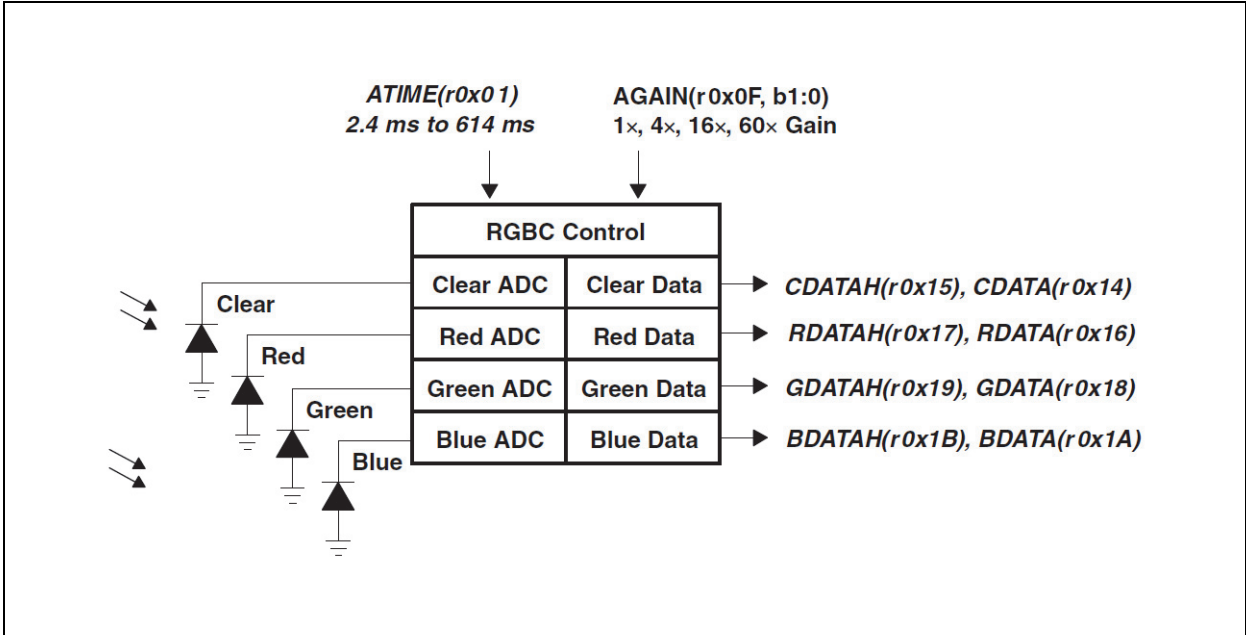 ATIME(r0x01)
2.4 ms to 614 ms
AGAIN(r0x0F, b1:0)
1×, 4×, 16×, 60× Gain
RGBC Control
Clear
Clear ADC
Clear Data
CDATAH(r0x15), CDATA(r0x14)
Red
Red ADC
Red Data
RDATAH(r0x17), RDATA(r0x16)
Green
Green ADC
Green Data
GDATAH(r0x19), GDATA(r0x18)
Blue
Blue ADC
Blue Data
BDATAH(r0x1B), BDATA(r0x1A)